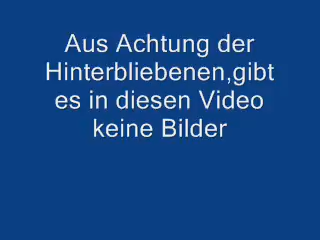 Aus Achtung der
Hinterbliebenen,gibt
es in diesen Video
keine Bilder